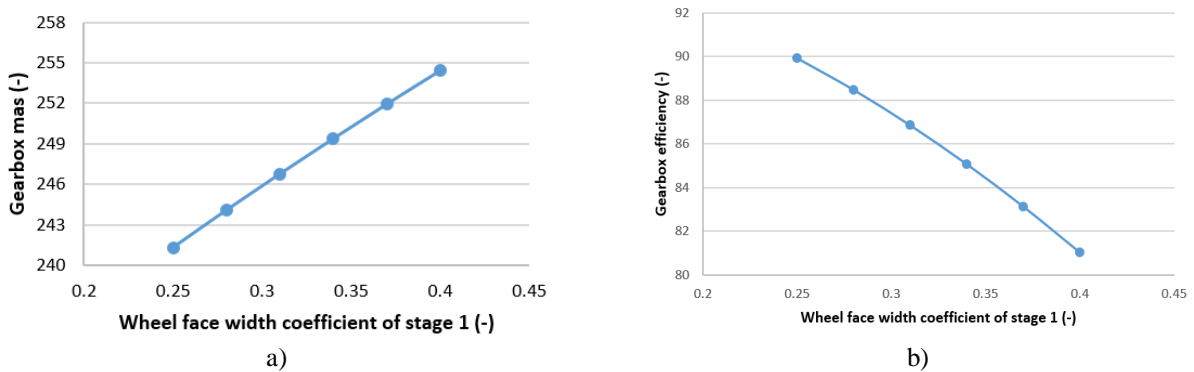 Gearbox mas (-)
258
255
252
249
246
243
240
0.2 0.25 0.3 0.35 0.4 0.45
Wheel face width coefficient of stage 1 (-)
a)
Gearbox efficiency (-)
92
90
88
86
84
82
80
0.2 0.25 0.3 0.35 0.4 0.45
Wheel face width coefficient of stage 1 (-)
b)